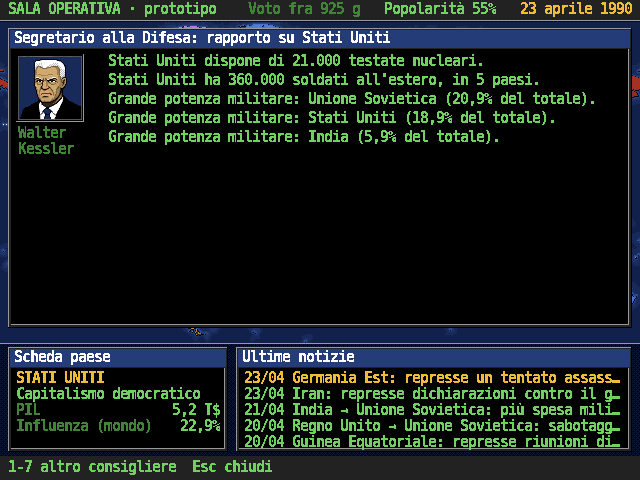 SALA OPERATIVA · prototipo Voto fra 925 g Popolarità 55% 23 aprile 1990
Segretario alla Difesa: rapporto su Stati Uniti
Stati Uniti dispone di 21.000 testate nucleari.
Stati Uniti ha 360.000 soldati all'estero, in 5 paesi.
Grande potenza militare: Unione Sovietica (20,9% del totale).
Grande potenza militare: Stati Uniti (18,9% del totale).
Grande potenza militare: India (5,9% del totale).
Walter
Kessler
Scheda paese
STATI UNITI
Capitalismo democratico
PIL 5,2 T$
Influenza (mondo) 22,9%
Ultime notizie
23/04 Germania Est: represse un tentato assass…
23/04 Iran: represse dichiarazioni contro il g…
21/04 India → Unione Sovietica: più spesa mili…
20/04 Regno Unito → Unione Sovietica: sabotagg…
20/04 Guinea Equatoriale: represse riunioni di…
1-7 altro consigliere Esc chiudi